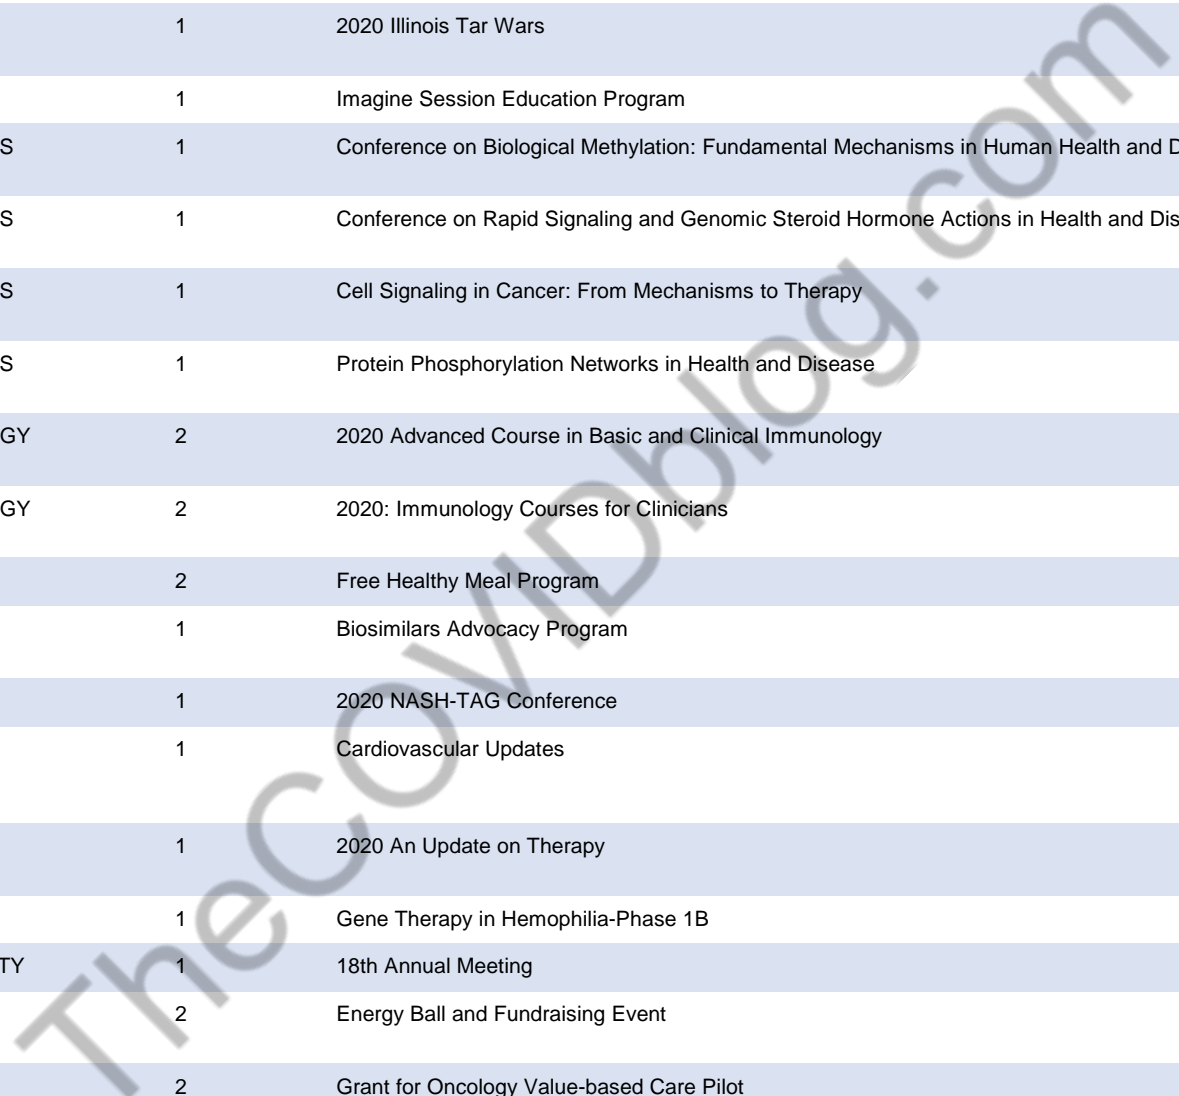 1 2020 Illinois Tar Wars
1 Imagine Session Education Program
S 1 Conference on Biological Methylation: Fundamental Mechanisms in Human Health and D
S 1 Conference on Rapid Signaling and Genomic Steroid Hormone Actions in Health and Dis
S 1 Cell Signaling in Cancer: From Mechanisms to Therapy
S 1 Protein Phosphorylation Networks in Health and Disease
GY 2 2020 Advanced Course in Basic and Clinical Immunology
GY 2 2020: Immunology Courses for Clinicians
2 Free Healthy Meal Program
1 Biosimilars Advocacy Program
1 2020 NASH-TAG Conference
1 Cardiovascular Updates
1 2020 An Update on Therapy
1 Gene Therapy in Hemophilia-Phase 1B
TY 1 18th Annual Meeting
2 Energy Ball and Fundraising Event
2 Grant for Oncology Value-based Care Pilot
TheCOVIDblog.com